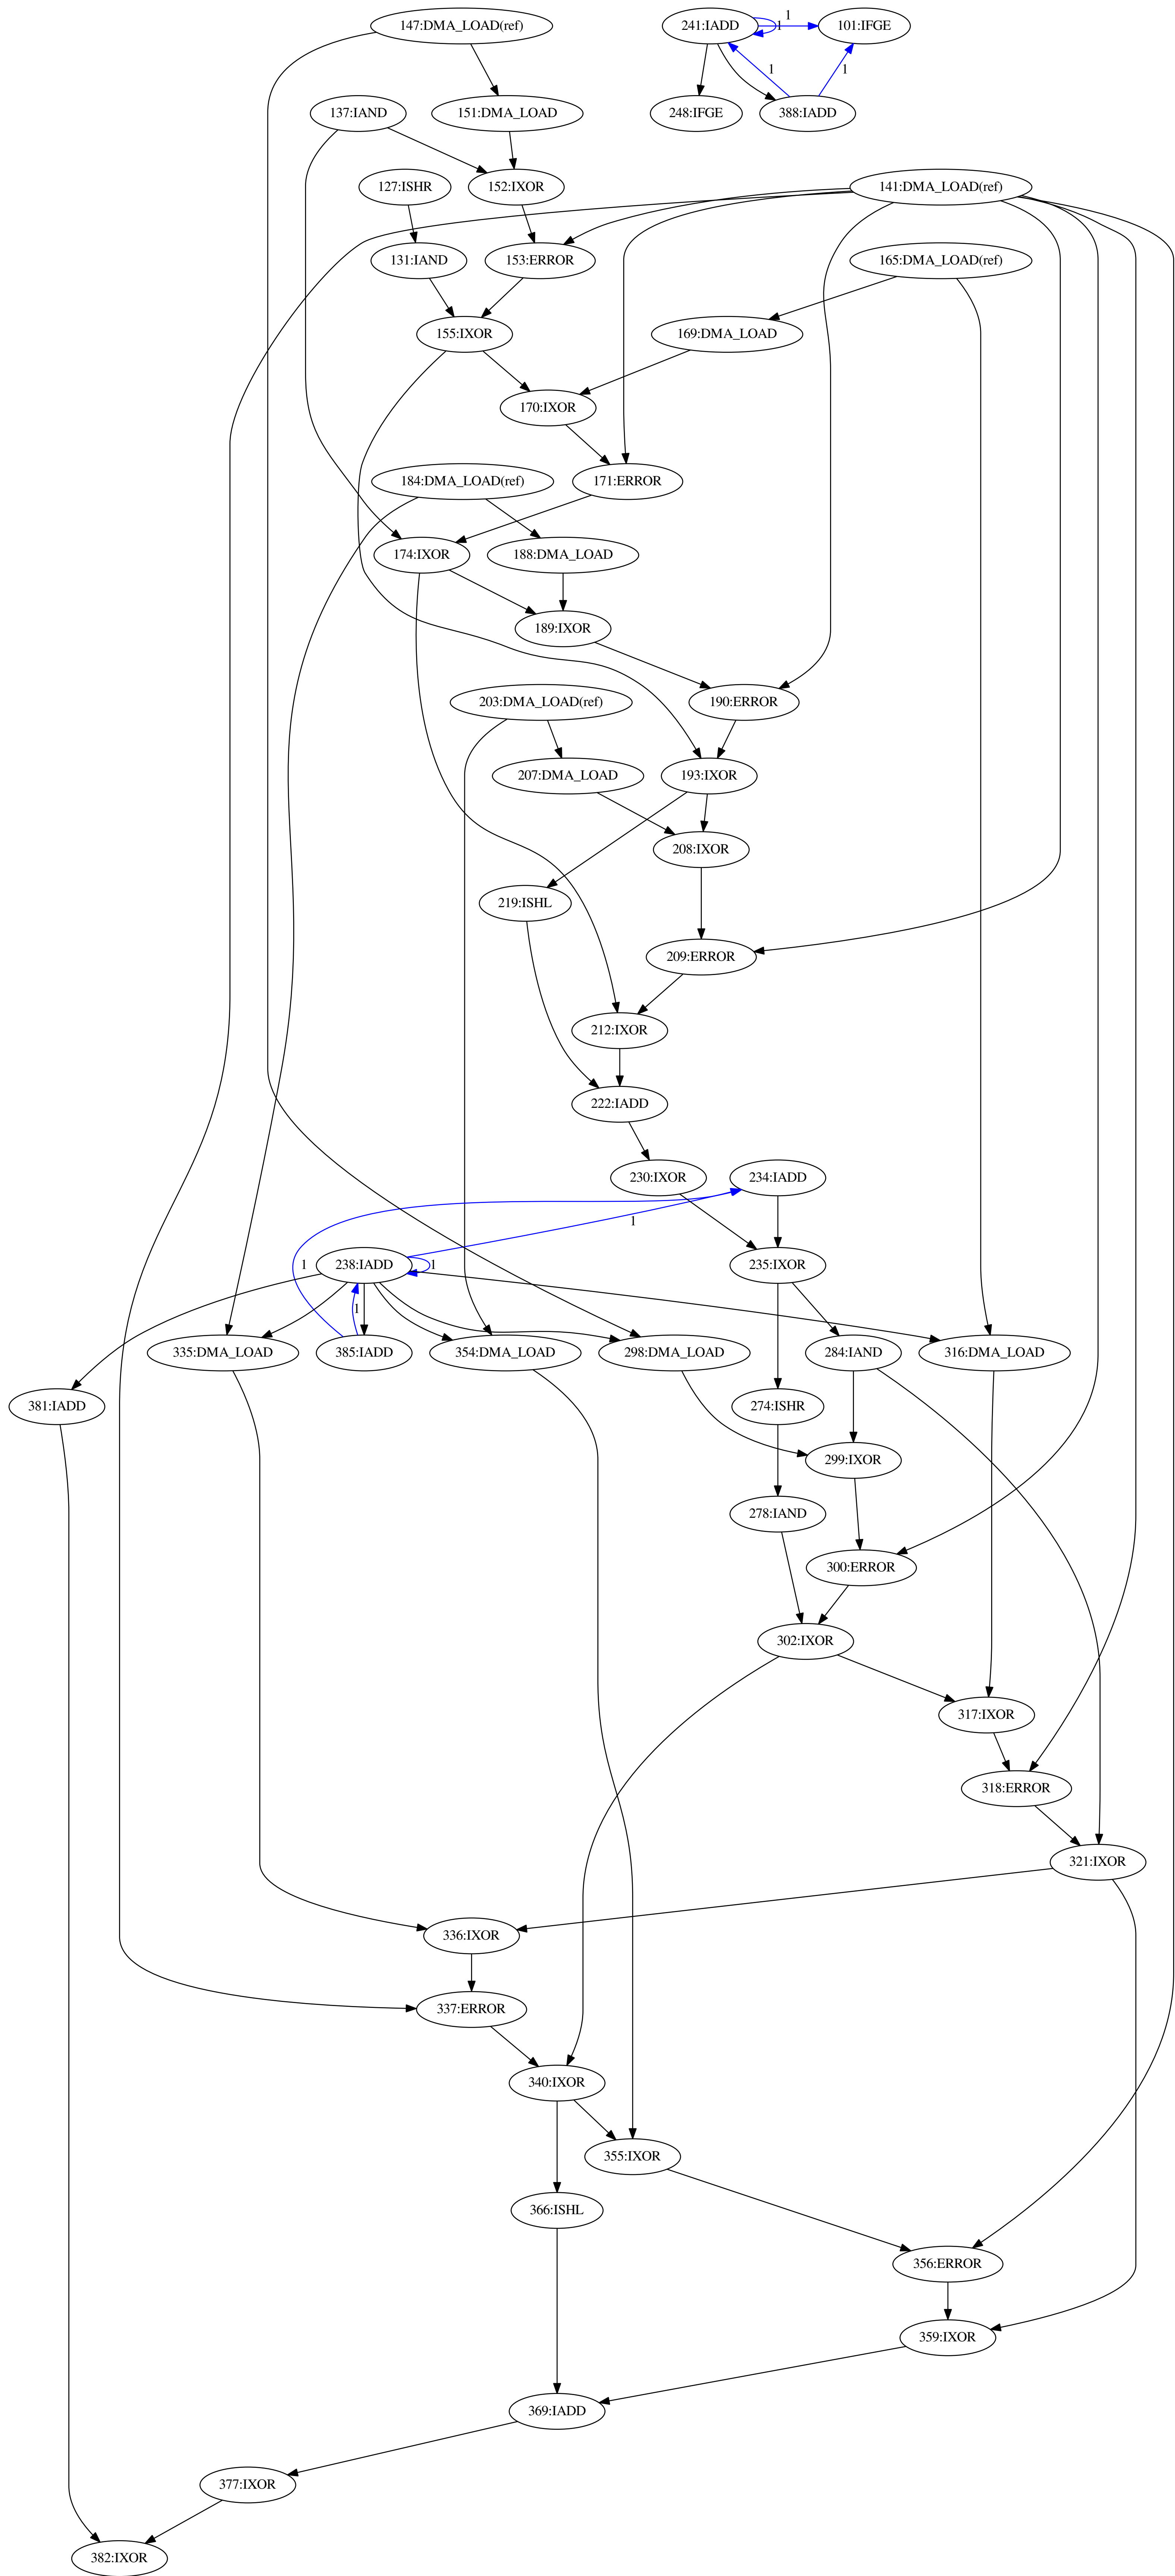 147:DMA_LOAD(ref)
241:IADD
1
1
101:IFGE
137:IAND
151:DMA_LOAD
1
1
248:IFGE
388:IADD
127:ISHR
152:IXOR
141:DMA_LOAD(ref)
131:IAND
153:ERROR
165:DMA_LOAD(ref)
155:IXOR
169:DMA_LOAD
170:IXOR
184:DMA_LOAD(ref)
171:ERROR
174:IXOR
188:DMA_LOAD
189:IXOR
203:DMA_LOAD(ref)
190:ERROR
207:DMA_LOAD
193:IXOR
208:IXOR
219:ISHL
209:ERROR
212:IXOR
222:IADD
230:IXOR
234:IADD
1
1
238:IADD
1
235:IXOR
1
335:DMA_LOAD
385:IADD
354:DMA_LOAD
298:DMA_LOAD
284:IAND
316:DMA_LOAD
381:IADD
274:ISHR
299:IXOR
278:IAND
300:ERROR
302:IXOR
317:IXOR
318:ERROR
321:IXOR
336:IXOR
337:ERROR
340:IXOR
355:IXOR
366:ISHL
356:ERROR
359:IXOR
369:IADD
377:IXOR
382:IXOR